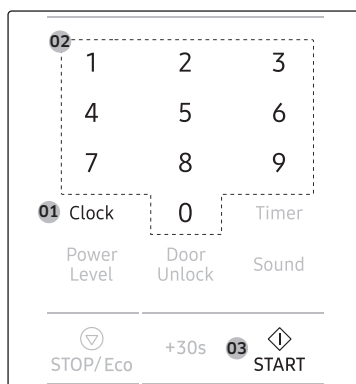 02
1 2 3
4 5 6
7 8 9
01 Clock 0 Timer
Power Level Door Unlock Sound
STOP/Eco +30s 03 START